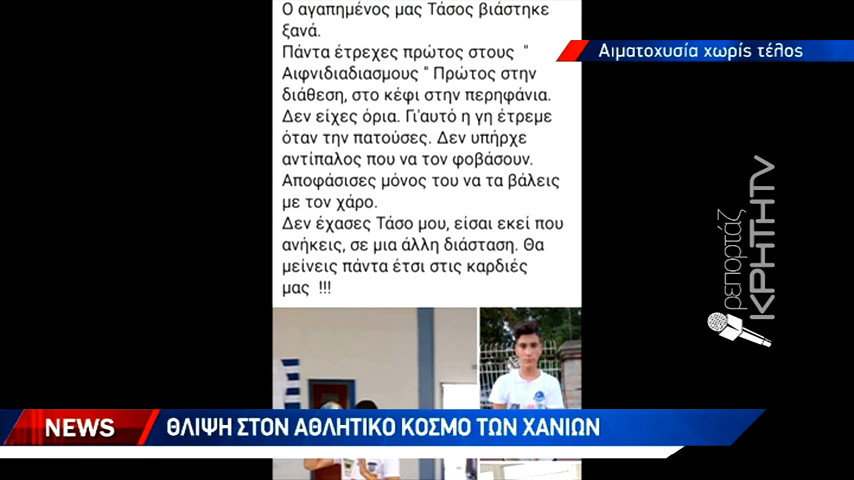 Ο αγαπημένος μας Τάσος βιάστηκε
ξανά.
Πάντα έτρεχες πρώτος στους "
Αιφνιδιαδιασμους " Πρώτος στην
διάθεση, στο κέφι στην περηφάνια.
Δεν είχες όρια. Γι'αυτό η γη έτρεμε
όταν την πατούσες. Δεν υπήρχε
αντίπαλος που να τον φοβάσουν.
Αποφάσισες μόνος του να τα βάλεις
με τον χάρο.
Δεν έχασες Τάσο μου, είσαι εκεί που
ανήκεις, σε μια άλλη διάσταση. Θα
μείνεις πάντα έτσι στις καρδιές
μας !!!
Αιματοχυσία χωρίς τέλος
ρεπορτάζ
ΚΡΗΤΗTV
NEWS
ΘΛΙΨΗ ΣΤΟΝ ΑΘΛΗΤΙΚΟ ΚΟΣΜΟ ΤΩΝ ΧΑΝΙΩΝ